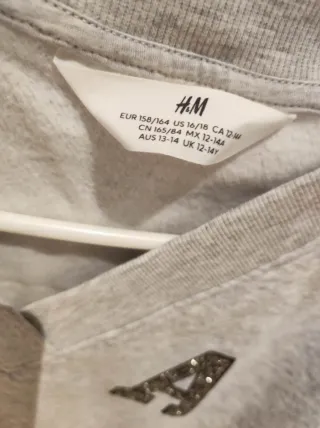 H&M
EUR 158/164 US 16/18 CA 12-14Y
CN 165/84 MX 12-14A
AUS 13-14 UK 12-14Y
A